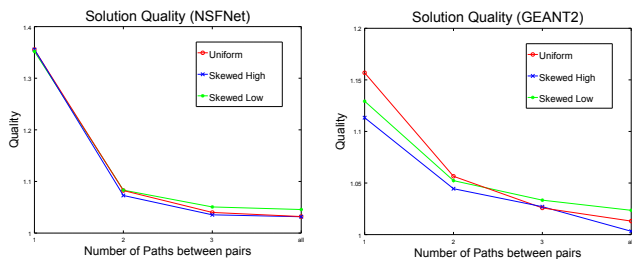 Solution Quality (NSFNet)
1.4
1.3
1.2
1.1
1
Quality
Uniform
Skewed High
Skewed Low
1
2
3
all
Number of Paths between pairs
Solution Quality (GEANT2)
1.2
1.15
1.1
1.05
1
Quality
Uniform
Skewed High
Skewed Low
1
2
3
all
Number of Paths between pairs